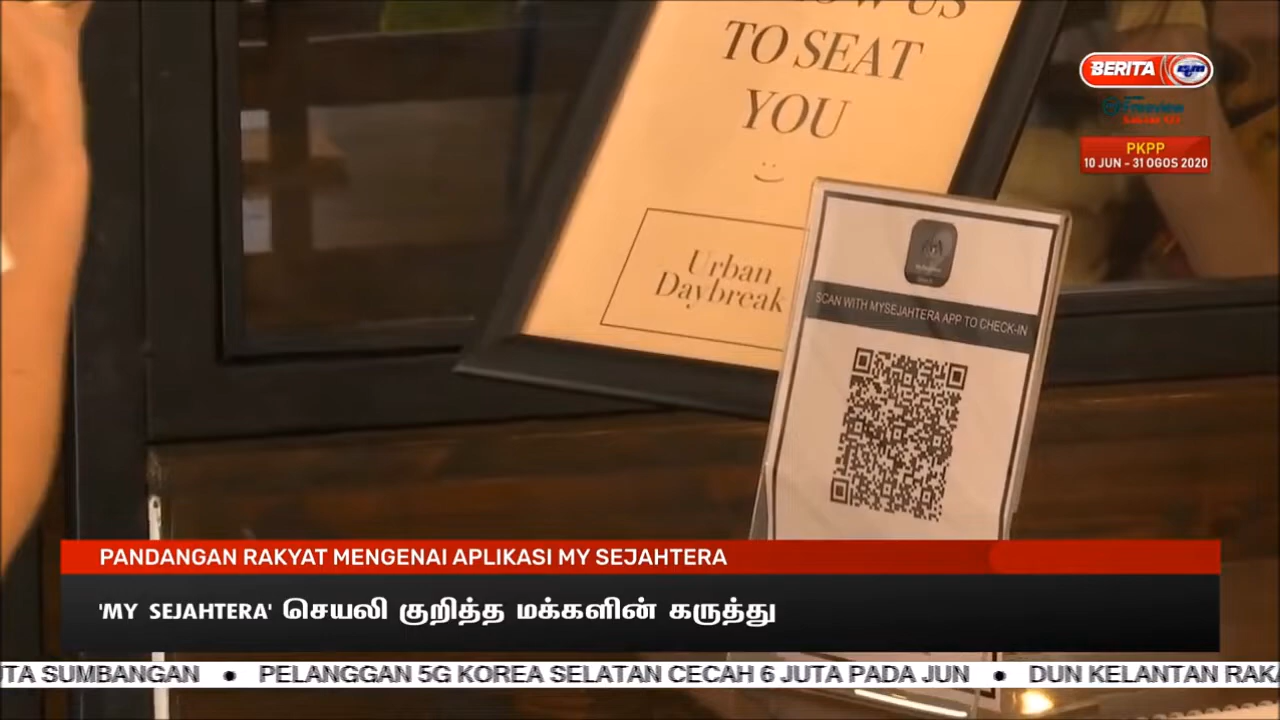 TO SEAT
YOU
Urban
Daybreak
SCAN WITH MYSEJAHTERA APP TO CHECK-IN
BERITA
PKPP
10 JUN - 31 OGOS 2020
PANDANGAN RAKYAT MENGENAI APLIKASI MY SEJAHTERA
'MY SEJAHTERA' செயலி குறித்த மக்களின் கருத்து
SUMBANGAN • PELANGGAN 5G KOREA SELATAN CECAH 6 JUTA PADA JUN • DUN KELANTAN